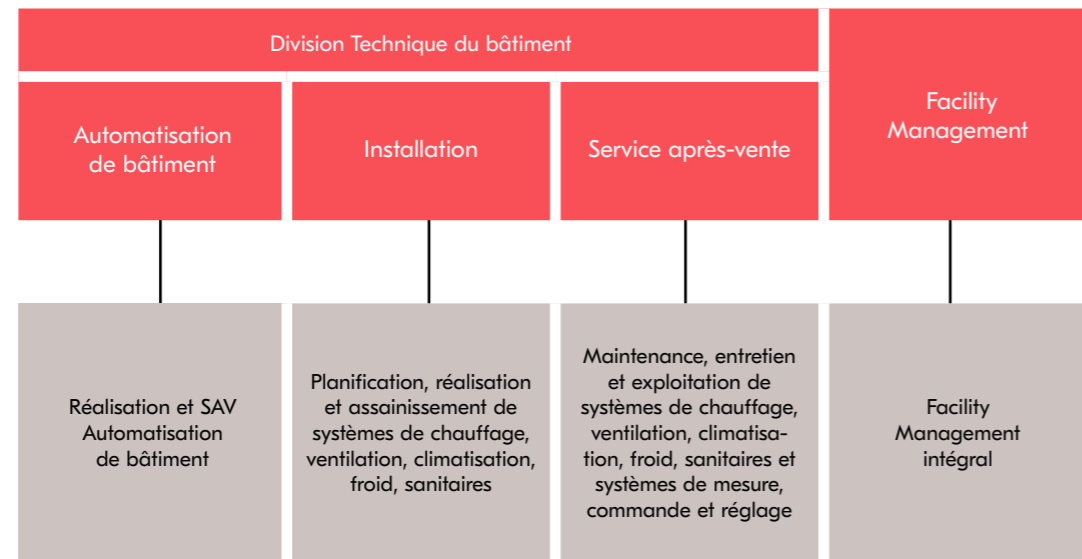 Division Technique du bâtiment
Facility
Management
Automatisation
de bâtiment
Installation
Service après-vente
Réalisation et SAV
Automatisation
de bâtiment
Planification, réalisation
et assainissement de
systèmes de chauffage,
ventilation, climatisation,
froid, sanitaires
Maintenance, entretien
et exploitation de
systèmes de chauffage,
ventilation, climatisa-
tion, froid, sanitaires et
systèmes de mesure,
commande et réglage
Facility
Management
intégral